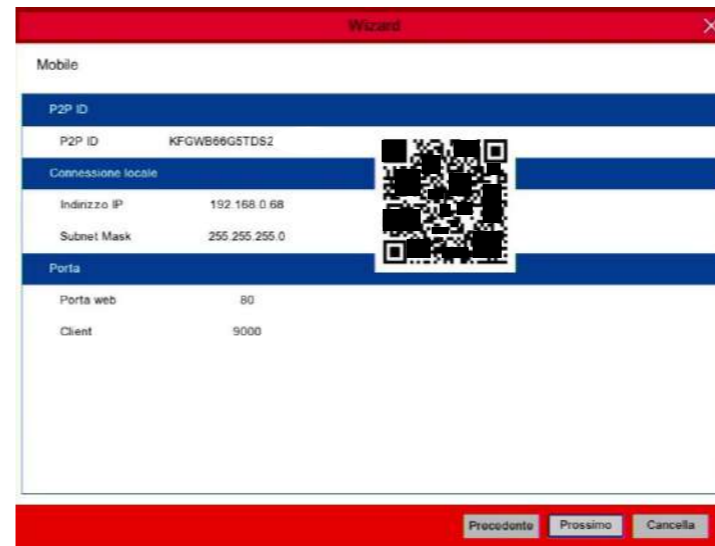 Wizard
Mobile
P2P ID
P2P ID KFGWB66G5TDS2
Connessione locale
Indirizzo IP 192.168.0.68
Subnet Mask 255.255.255.0
Porta
Porta web 80
Client 9000
Precedente Prossimo Cancella